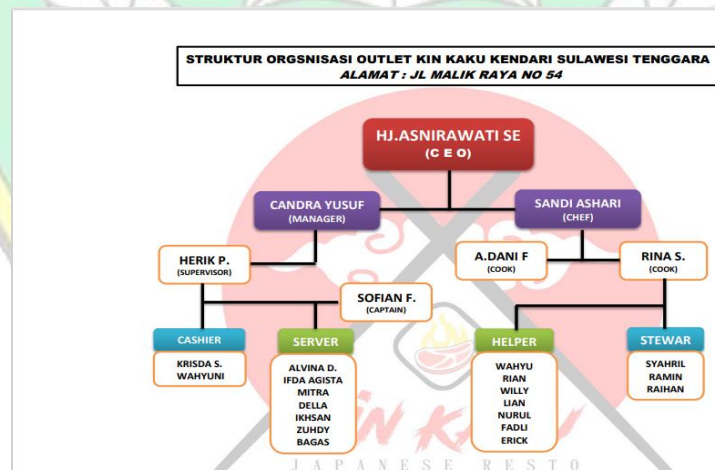 STRUKTUR ORGSNISASI OUTLET KIN KAKU KENDARI SULAWESI TENGGARA
ALAMAT : JL MALIK RAYA NO 54
HJ.ASNIRAWATI SE
(C E O)
CANDRA YUSUF
(MANAGER)
SANDI ASHARI
(CHEF)
HERIK P.
(SUPERVISOR)
A.DANI F
(COOK)
RINA S.
(COOK)
SOFIAN F.
(CAPTAIN)
CASHIER
KRISDA S.
WAHYUNI
SERVER
ALVINA D.
IFDA AGISTA
MITRA
DELLA
IKHSAN
ZUHDY
BAGAS
HELPER
WAHYU
RIAN
WILLY
LIAN
NURUL
FADLI
ERICK
STEWAR
SYAHRIL
RAMIN
RAIHAN
JAPANESE RESTO